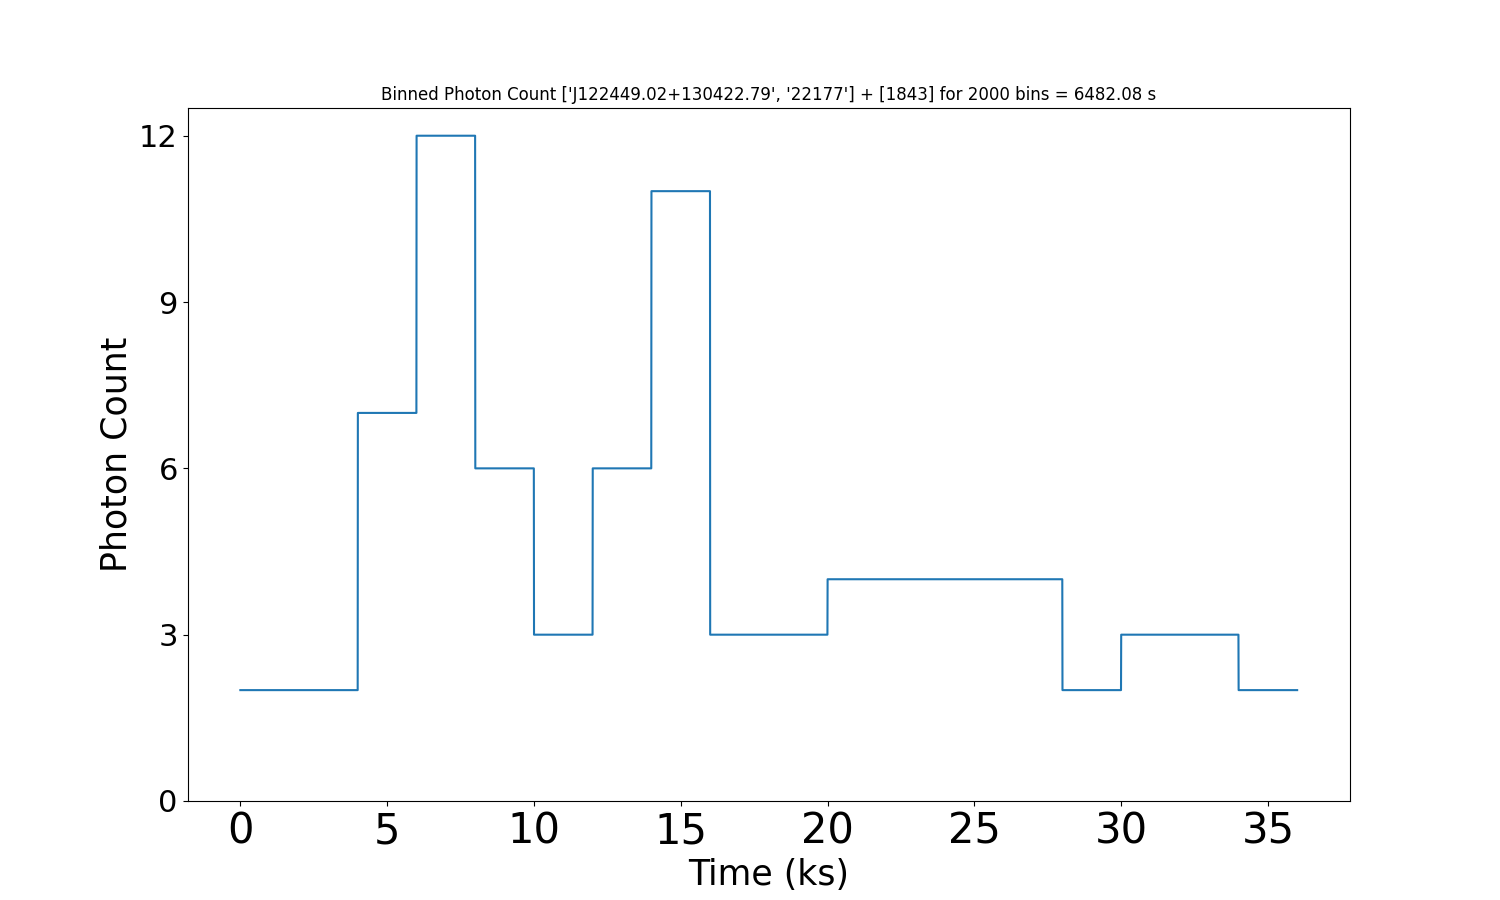 Binned Photon Count ['J122449.02+130422.79', '22177'] + [1843] for 2000 bins = 6482.08 s
12
9
6
3
0
Photon Count
0 5 10 15 20 25 30 35
Time (ks)